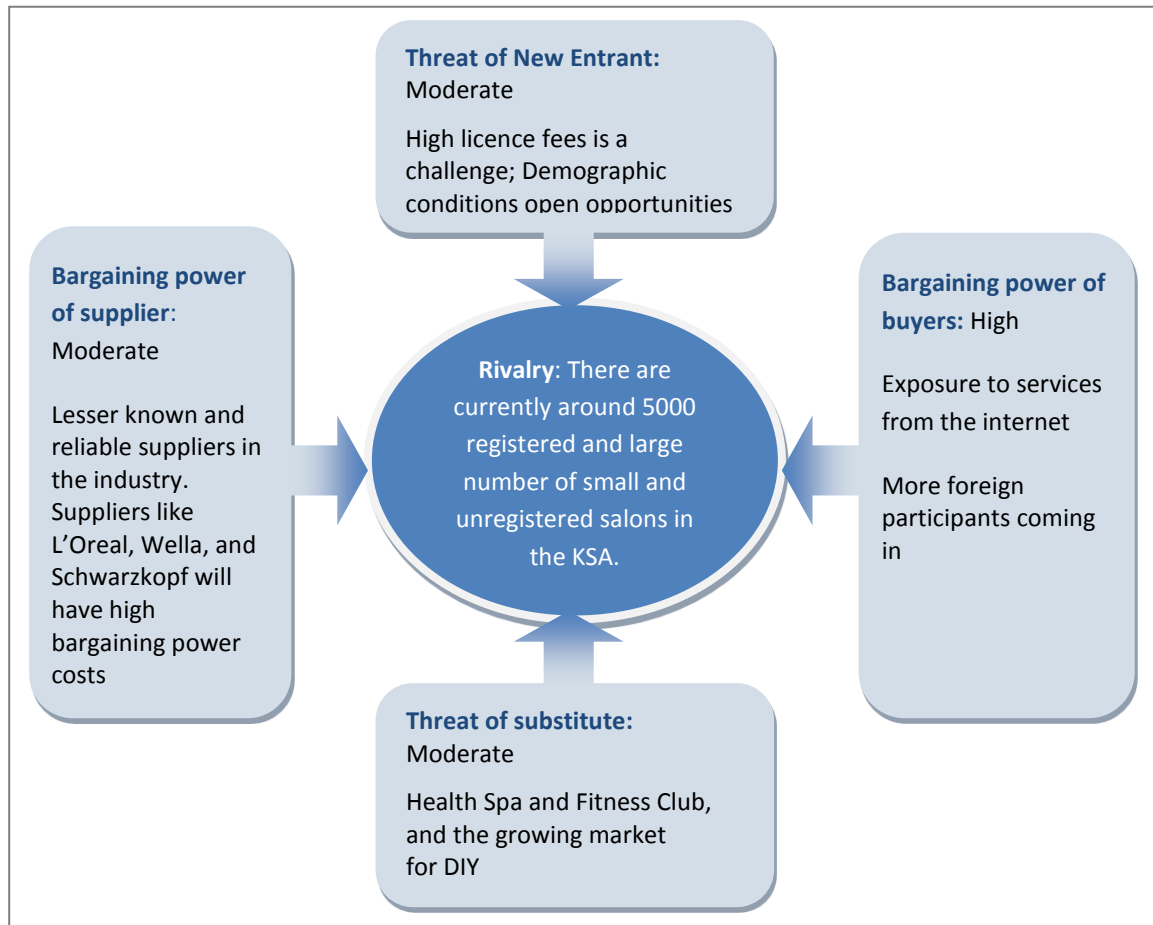 Threat of New Entrant:
Moderate
High licence fees is a
challenge; Demographic
conditions open opportunities
Bargaining power
of supplier:
Moderate
Lesser known and
reliable suppliers in
the industry.
Suppliers like
L’Oreal, Wella, and
Schwarzkopf will
have high
bargaining power
costs
Rivalry: There are
currently around 5000
registered and large
number of small and
unregistered salons in
the KSA.
Bargaining power of
buyers: High
Exposure to services
from the internet
More foreign
participants coming
in
Threat of substitute:
Moderate
Health Spa and Fitness Club,
and the growing market
for DIY